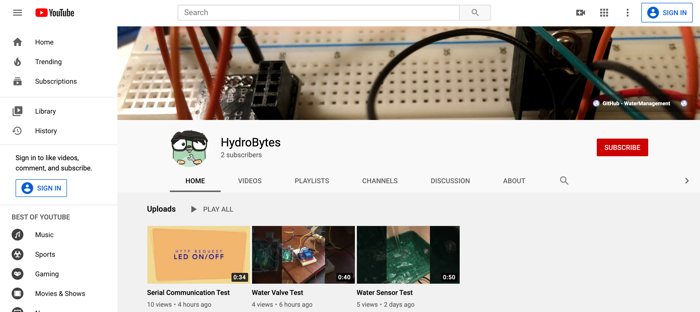 YouTube
Search
SIGN IN
Home
Trending
Subscriptions
Library
History
Sign in to like videos,
comment, and subscribe.
SIGN IN
BEST OF YOUTUBE
Music
Sports
Gaming
Movies & Shows
GitHub - WaterManagement
HydroBytes
2 subscribers
SUBSCRIBE
HOME VIDEOS PLAYLISTS CHANNELS DISCUSSION ABOUT
Uploads PLAY ALL
HTTP REQUEST
LED ON/OFF
0:34
0:40
0:50
Serial Communication Test
10 views • 4 hours ago
Water Valve Test
4 views • 6 hours ago
Water Sensor Test
5 views • 2 days ago